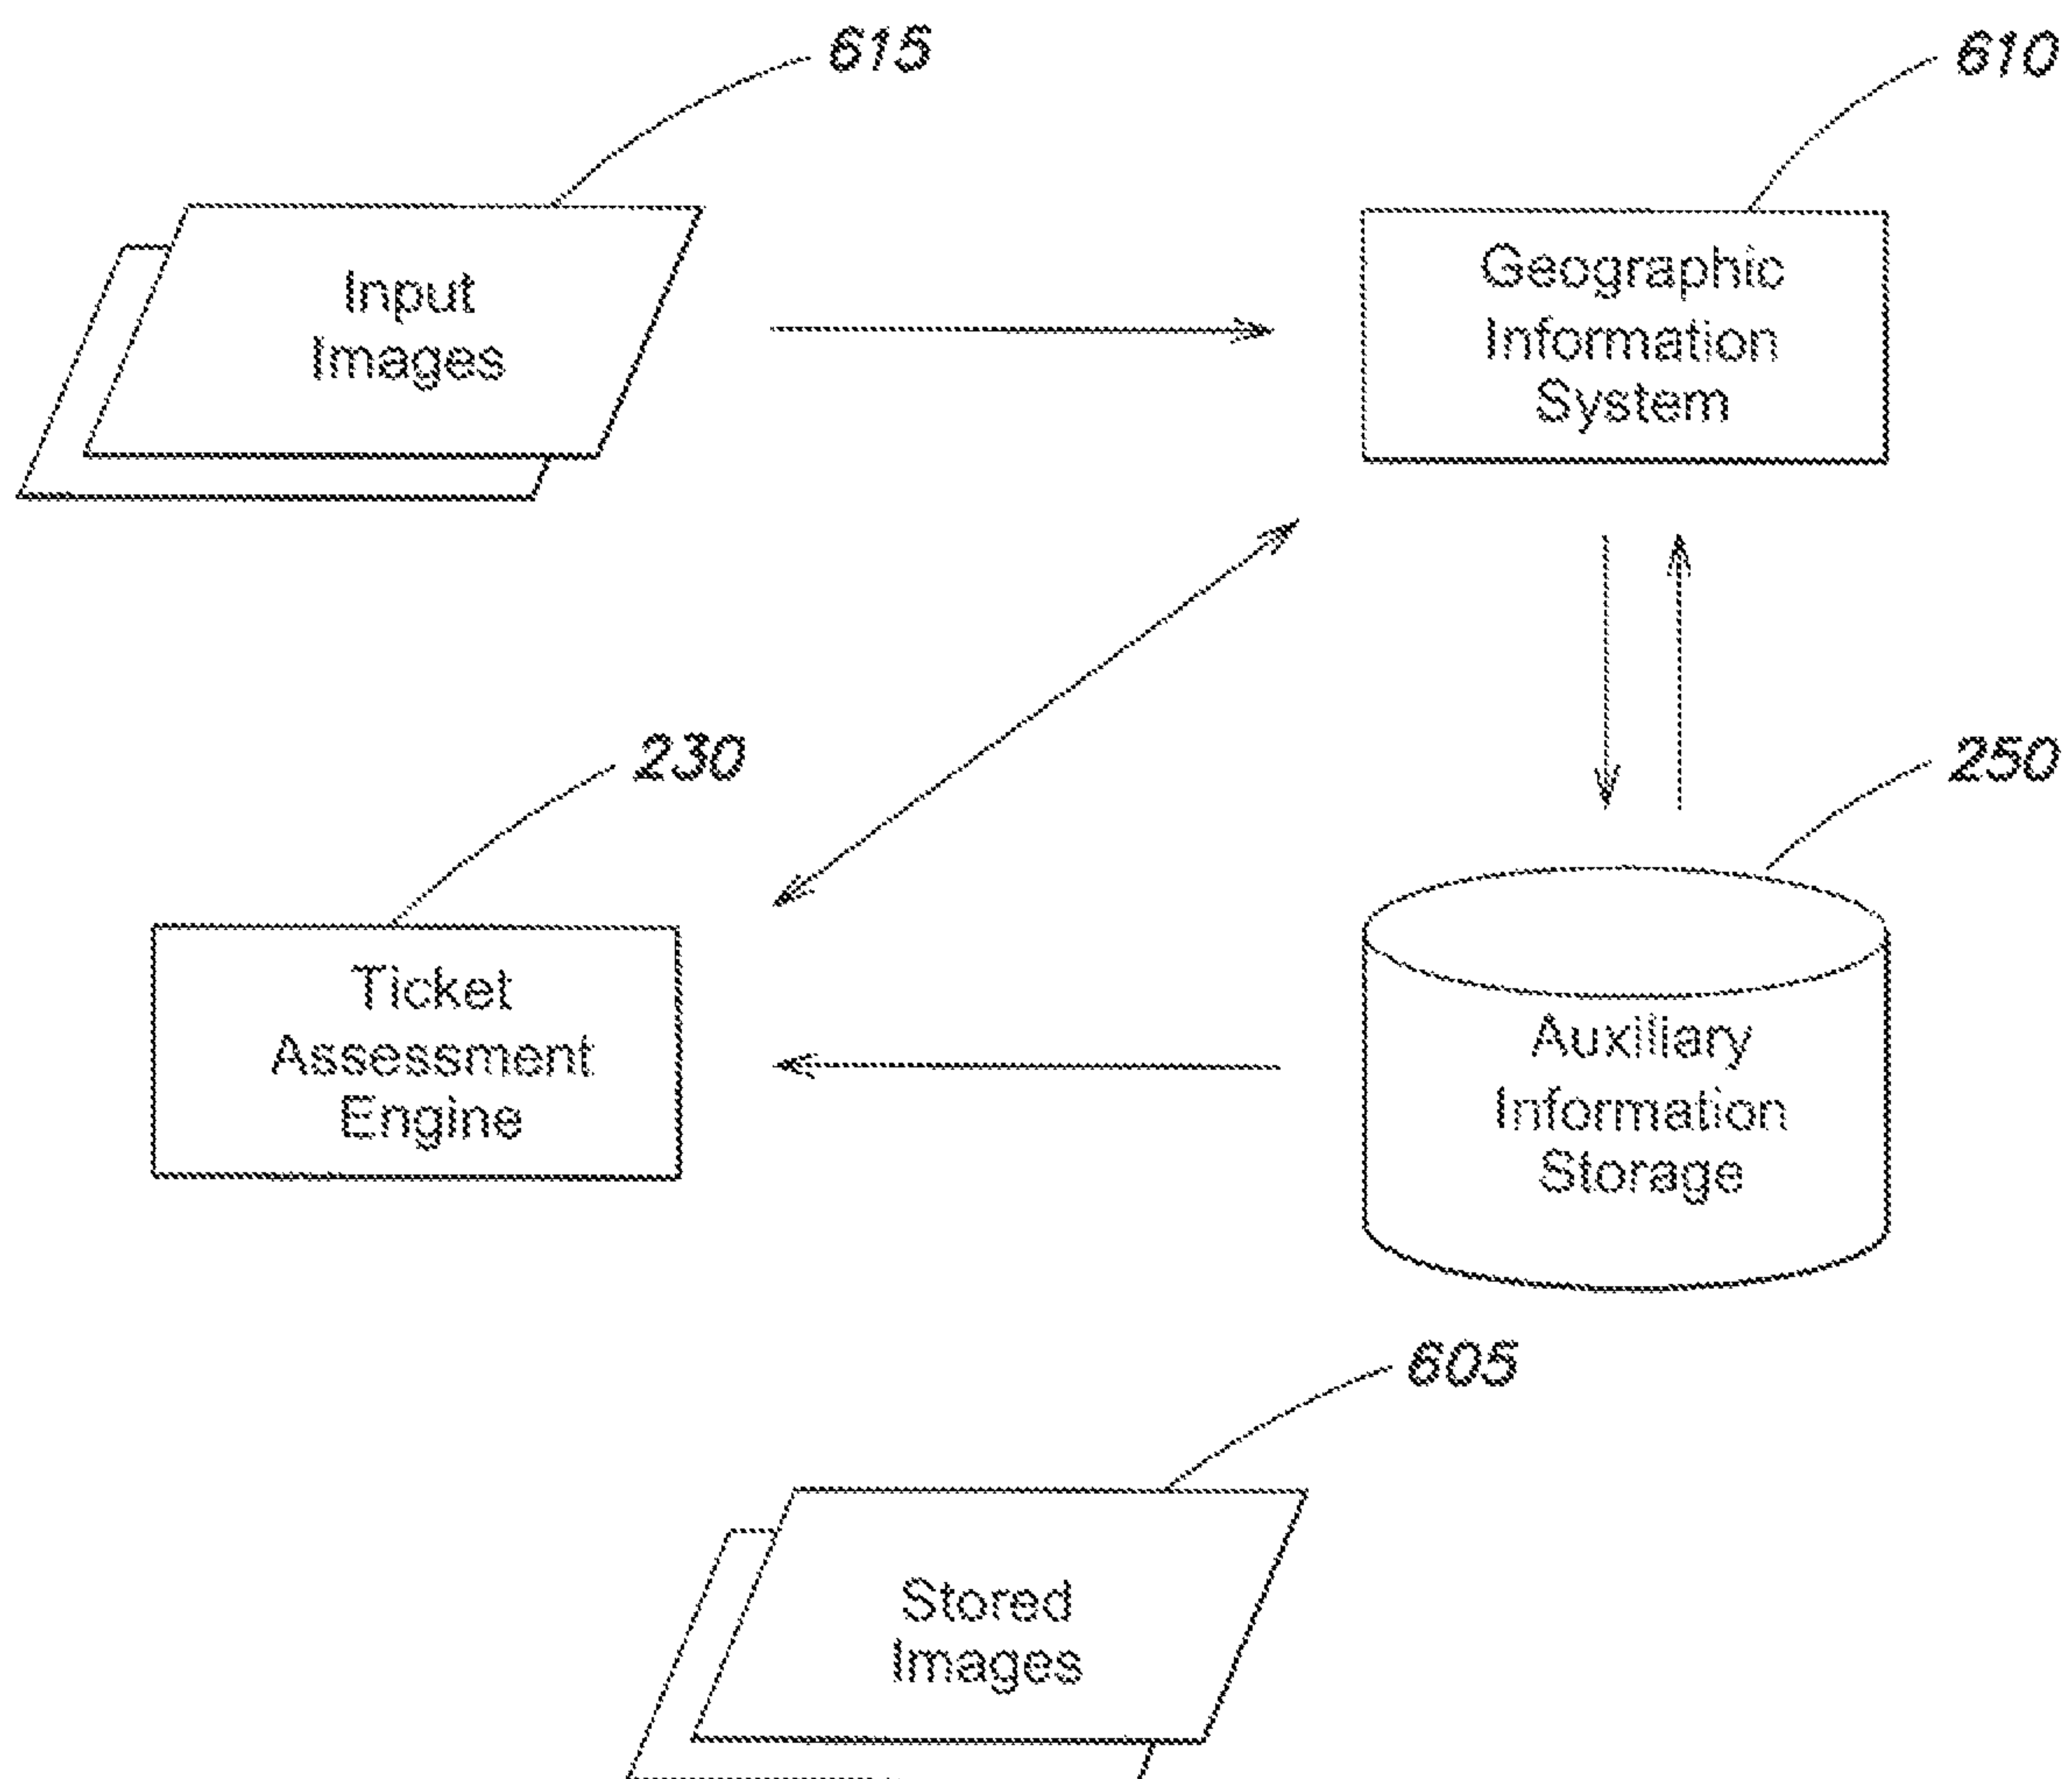 615
610
Input
Images
Geographic
Information
System
230
250
Ticket
Assessment
Engine
Auxiliary
Information
Storage
605
Stored
Images